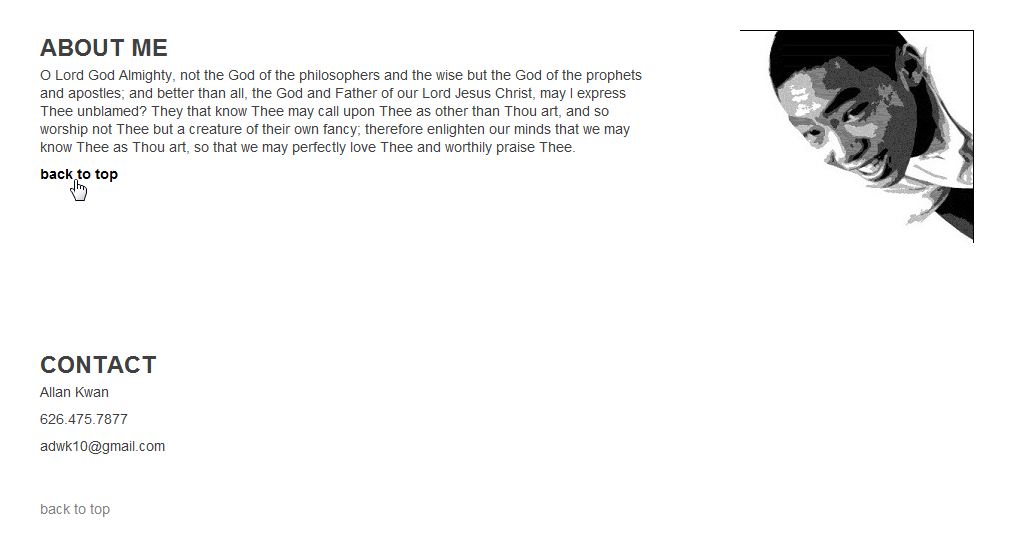 ABOUT ME
O Lord God Almighty, not the God of the philosophers and the wise but the God of the prophets
and apostles; and better than all, the God and Father of our Lord Jesus Christ, may I express
Thee unblamed? They that know Thee may call upon Thee as other than Thou art, and so
worship not Thee but a creature of their own fancy; therefore enlighten our minds that we may
know Thee as Thou art, so that we may perfectly love Thee and worthily praise Thee.
back to top
CONTACT
Allan Kwan
626.475.7877
adwk10@gmail.com
back to top